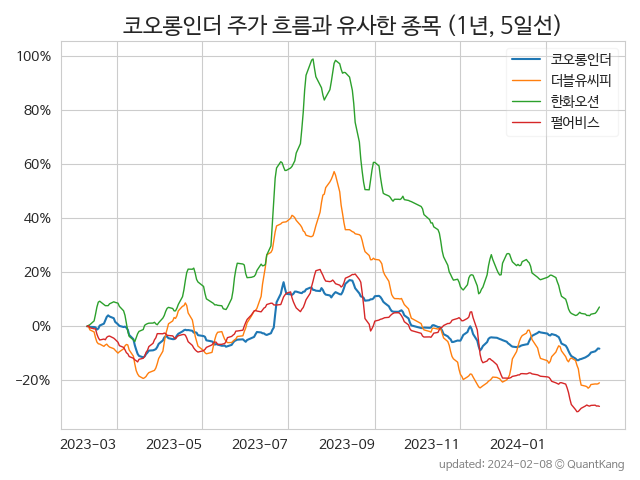 코오롱인더 주가 흐름과 유사한 종목 (1년, 5일선)
100%
80%
60%
40%
20%
0%
−20%
코오롱인더
더블유씨피
한화오션
펄어비스
2023-03
2023-05
2023-07
2023-09
2023-11
2024-01
updated: 2024-02-08 © QuantKang